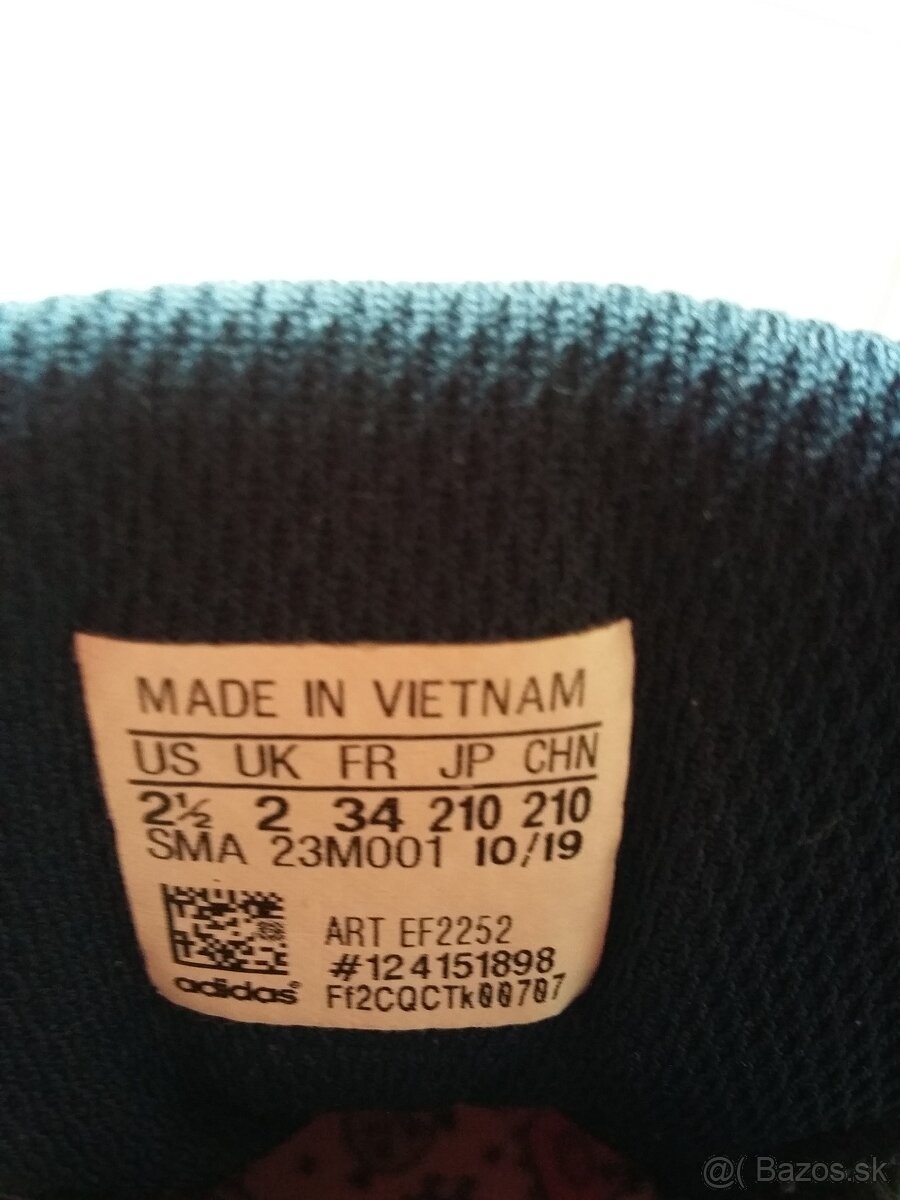 MADE IN VIETNAM
US UK FR JP CHN
2½ 2 34 210 210
SMA 23M001 10/19
ART EF2252
#124151898
adidas® Ff2CQCTk00707
@( Bazos.sk